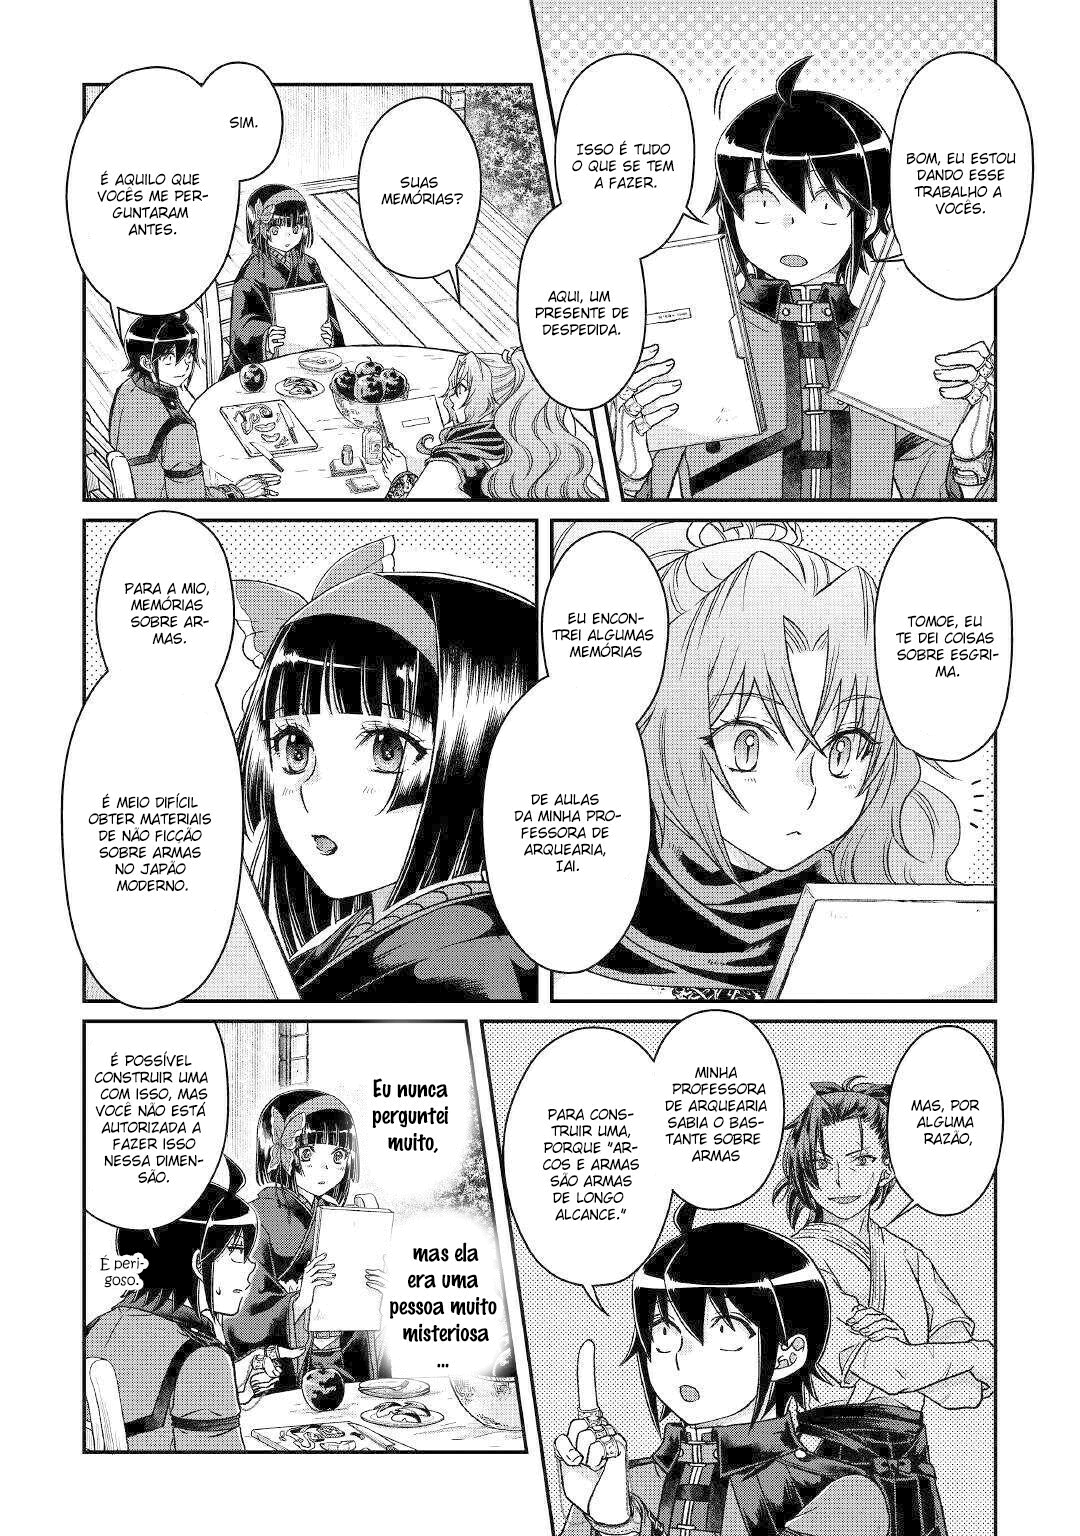 BOM, EU ESTOU
DANDO ESSE
TRABALHO A
VOCÊS.
ISSO É TUDO
O QUE SE TEM
A FAZER.
AQUI, UM
PRESENTE DE
DESPEDIDA.
SUAS
MEMÓRIAS?
SIM.
É AQUILO QUE
VOCÊS ME PER-
GUNTARAM
ANTES.
TOMOE, EU
TE DEI COISAS
SOBRE ESGRI-
MA.
EU ENCON-
TREI ALGUMAS
MEMÓRIAS
DE AULAS
DA MINHA PRO-
FESSORA DE
ARQUEARIA,
IAI.
PARA A MIO,
MEMÓRIAS
SOBRE AR-
MAS.
É MEIO DIFÍCIL
OBTER MATERIAIS
DE NÃO FICÇÃO
SOBRE ARMAS
NO JAPÃO
MODERNO.
MAS, POR
ALGUMA
RAZÃO,
MINHA
PROFESSORA
DE ARQUEARIA
SABIA O BAS-
TANTE SOBRE
ARMAS
PARA CONS-
TRUIR UMA,
PORQUE "AR-
COS E ARMAS
SÃO ARMAS
DE LONGO
ALCANCE."
Eu nunca
perguntei
muito,
mas ela
era uma
pessoa muito
misteriosa
...
É POSSÍVEL
CONSTRUIR UMA
COM ISSO, MAS
VOCÊ NÃO ESTÁ
AUTORIZADA A
FAZER ISSO
NESSA DIMEN-
SÃO.
É peri-
goso.